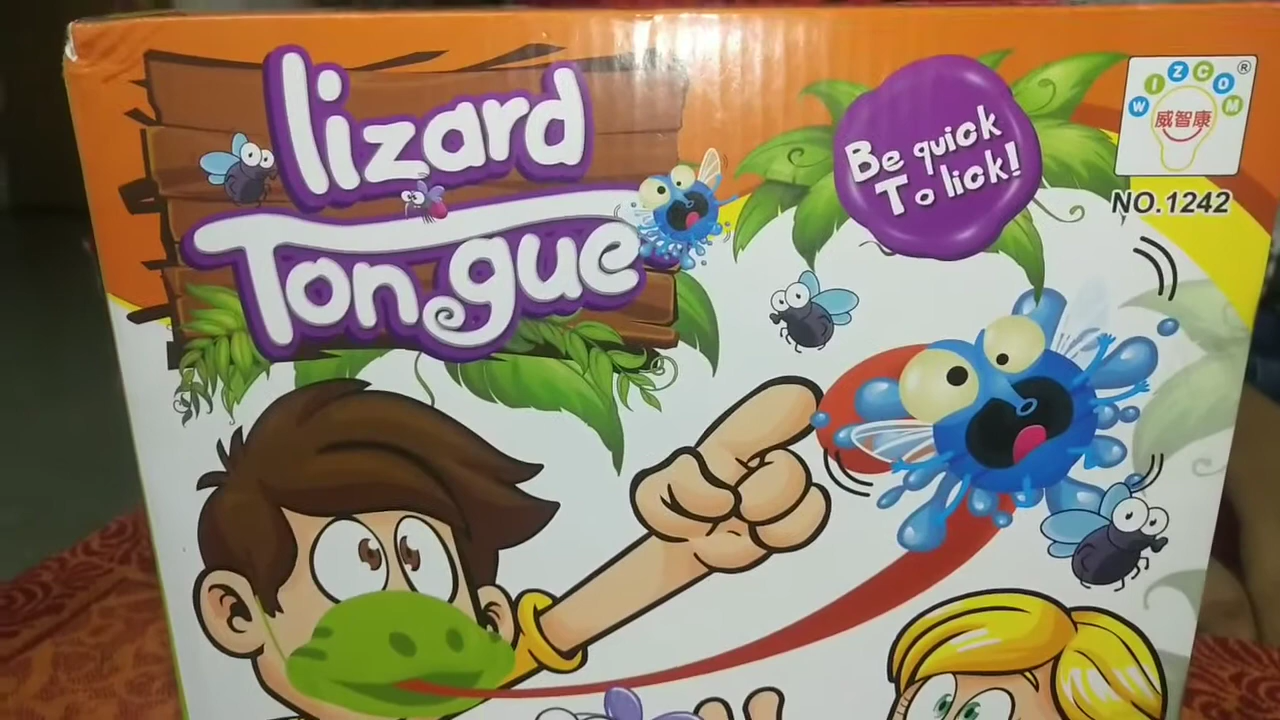 lizard
Tongue
Be quick
To lick!
WIZCOM®
威智康
NO.1242